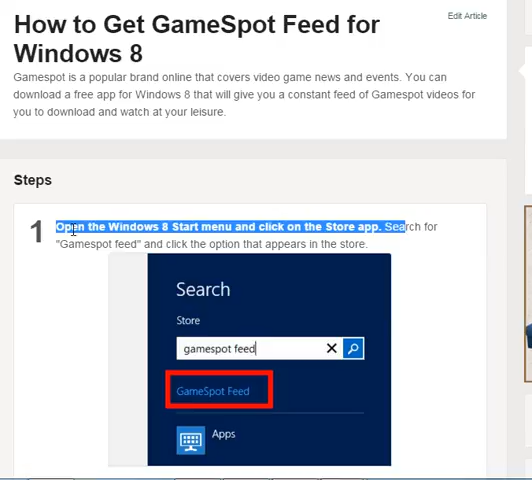 How to Get GameSpot Feed for
Windows 8
Edit Article
Gamespot is a popular brand online that covers video game news and events. You can
download a free app for Windows 8 that will give you a constant feed of Gamespot videos for
you to download and watch at your leisure.
Steps
1
Open the Windows 8 Start menu and click on the Store app. Search for
"Gamespot feed" and click the option that appears in the store.
Search
Store
gamespot feed
GameSpot Feed
Apps